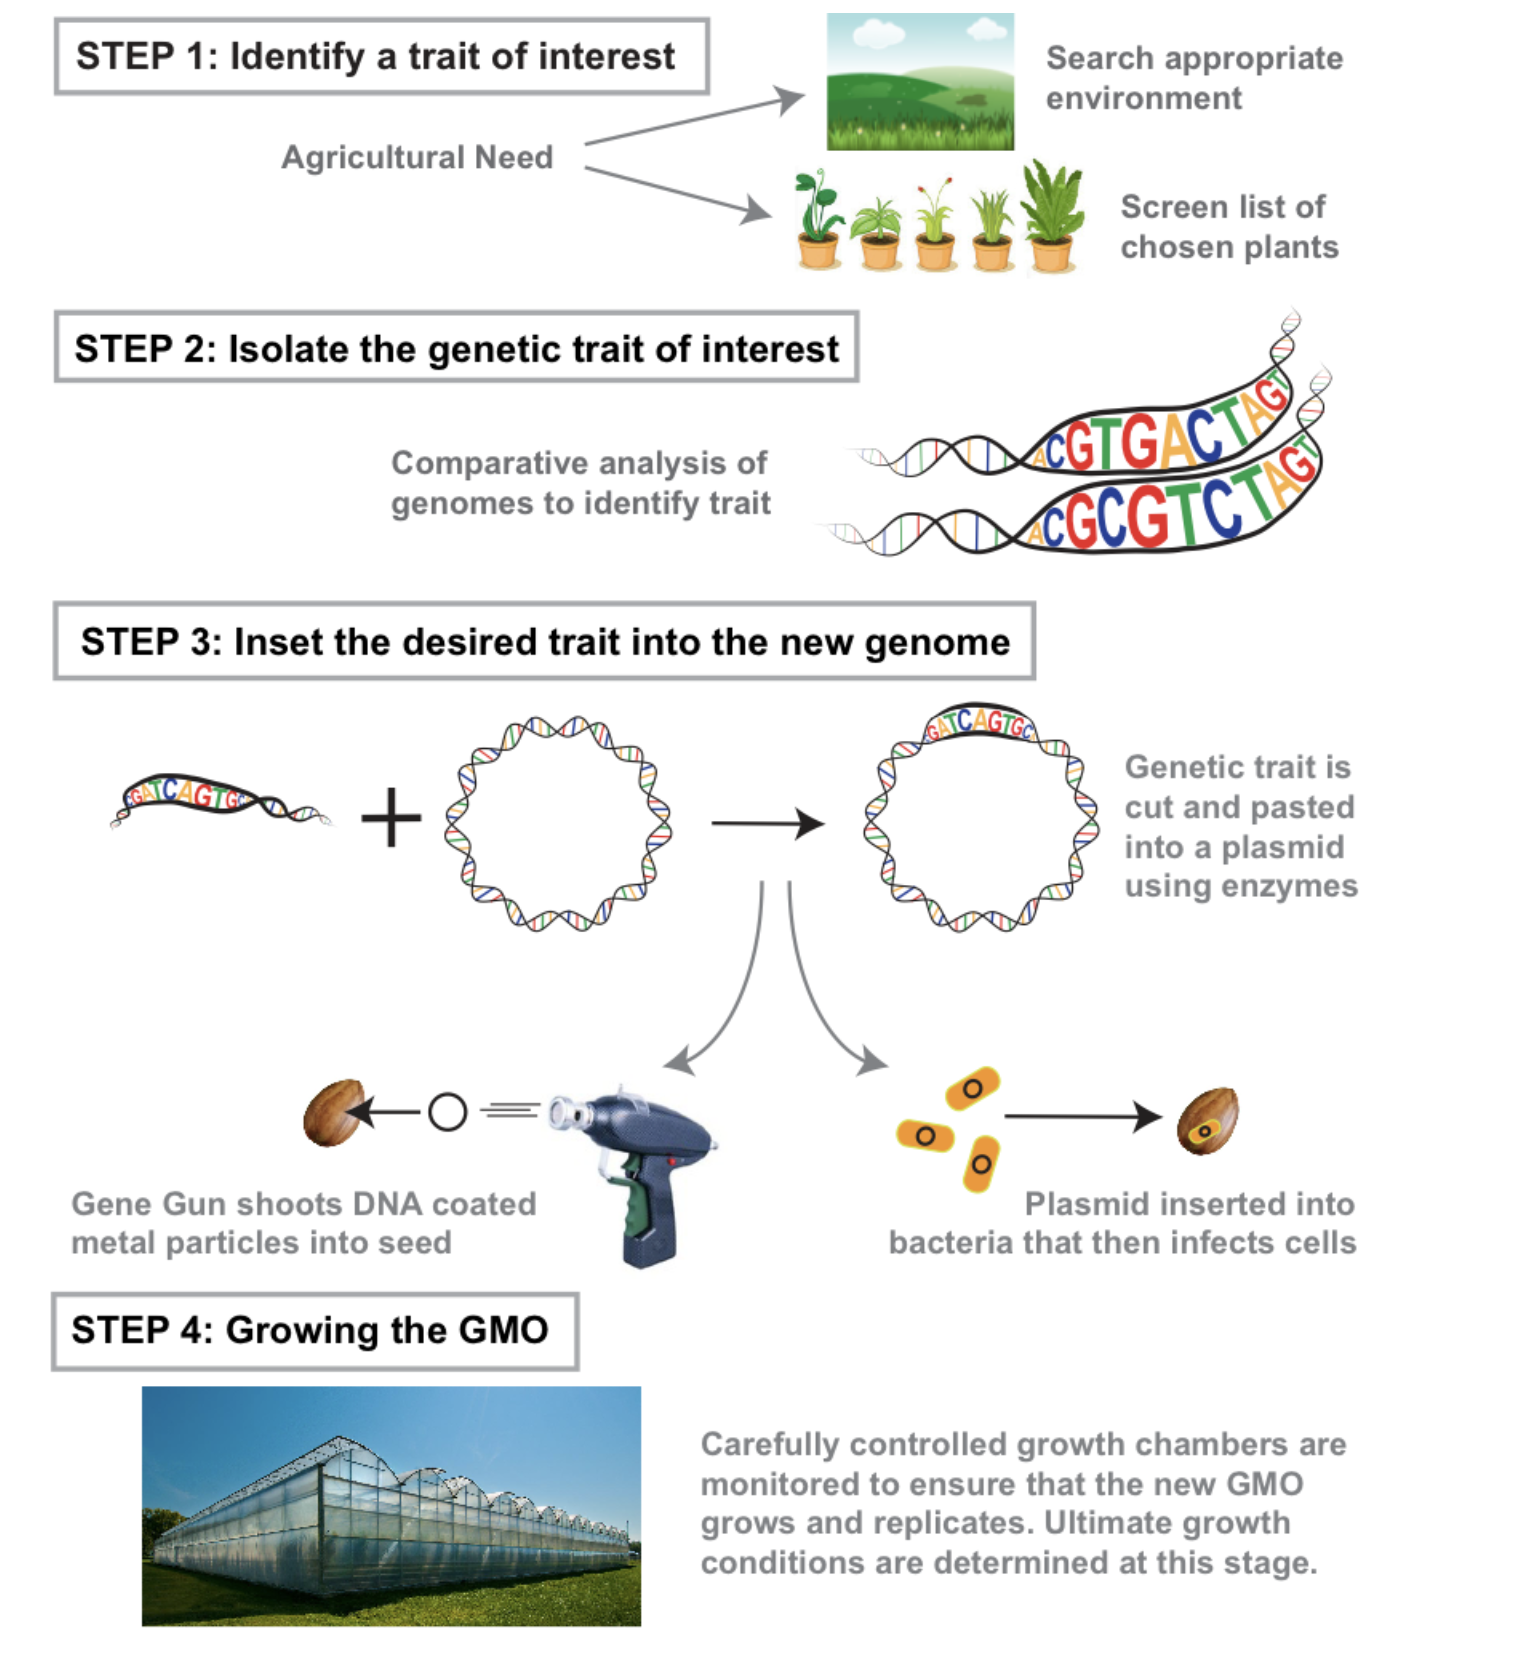 STEP 1: Identify a trait of interest
Agricultural Need
Search appropriate
environment
Screen list of
chosen plants
STEP 2: Isolate the genetic trait of interest
Comparative analysis of
genomes to identify trait
ACGTGACTAGT
ACGCGTCTAGT
STEP 3: Inset the desired trait into the new genome
CGATCAGTGC
+
GATCAGTGC
Genetic trait is
cut and pasted
into a plasmid
using enzymes
Gene Gun shoots DNA coated
metal particles into seed
Plasmid inserted into
bacteria that then infects cells
STEP 4: Growing the GMO
Carefully controlled growth chambers are
monitored to ensure that the new GMO
grows and replicates. Ultimate growth
conditions are determined at this stage.